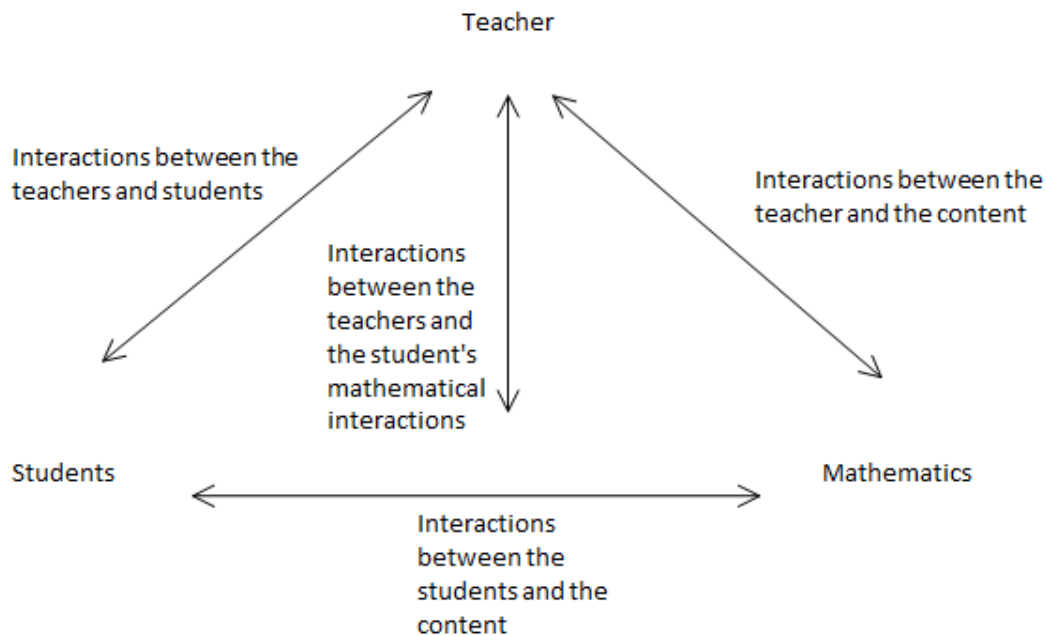 Teacher
Interactions between the
teachers and students
Interactions between the
teacher and the content
Interactions
between the
teachers and
the student's
mathematical
interactions
Students
Mathematics
Interactions
between the
students and the
content